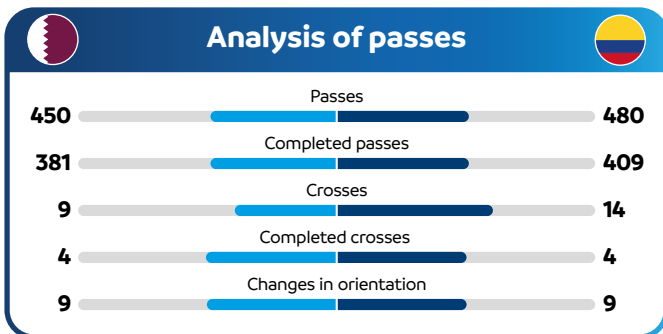 Analysis of passes
Passes
450 480
Completed passes
381 409
Crosses
9 14
Completed crosses
4 4
Changes in orientation
9 9